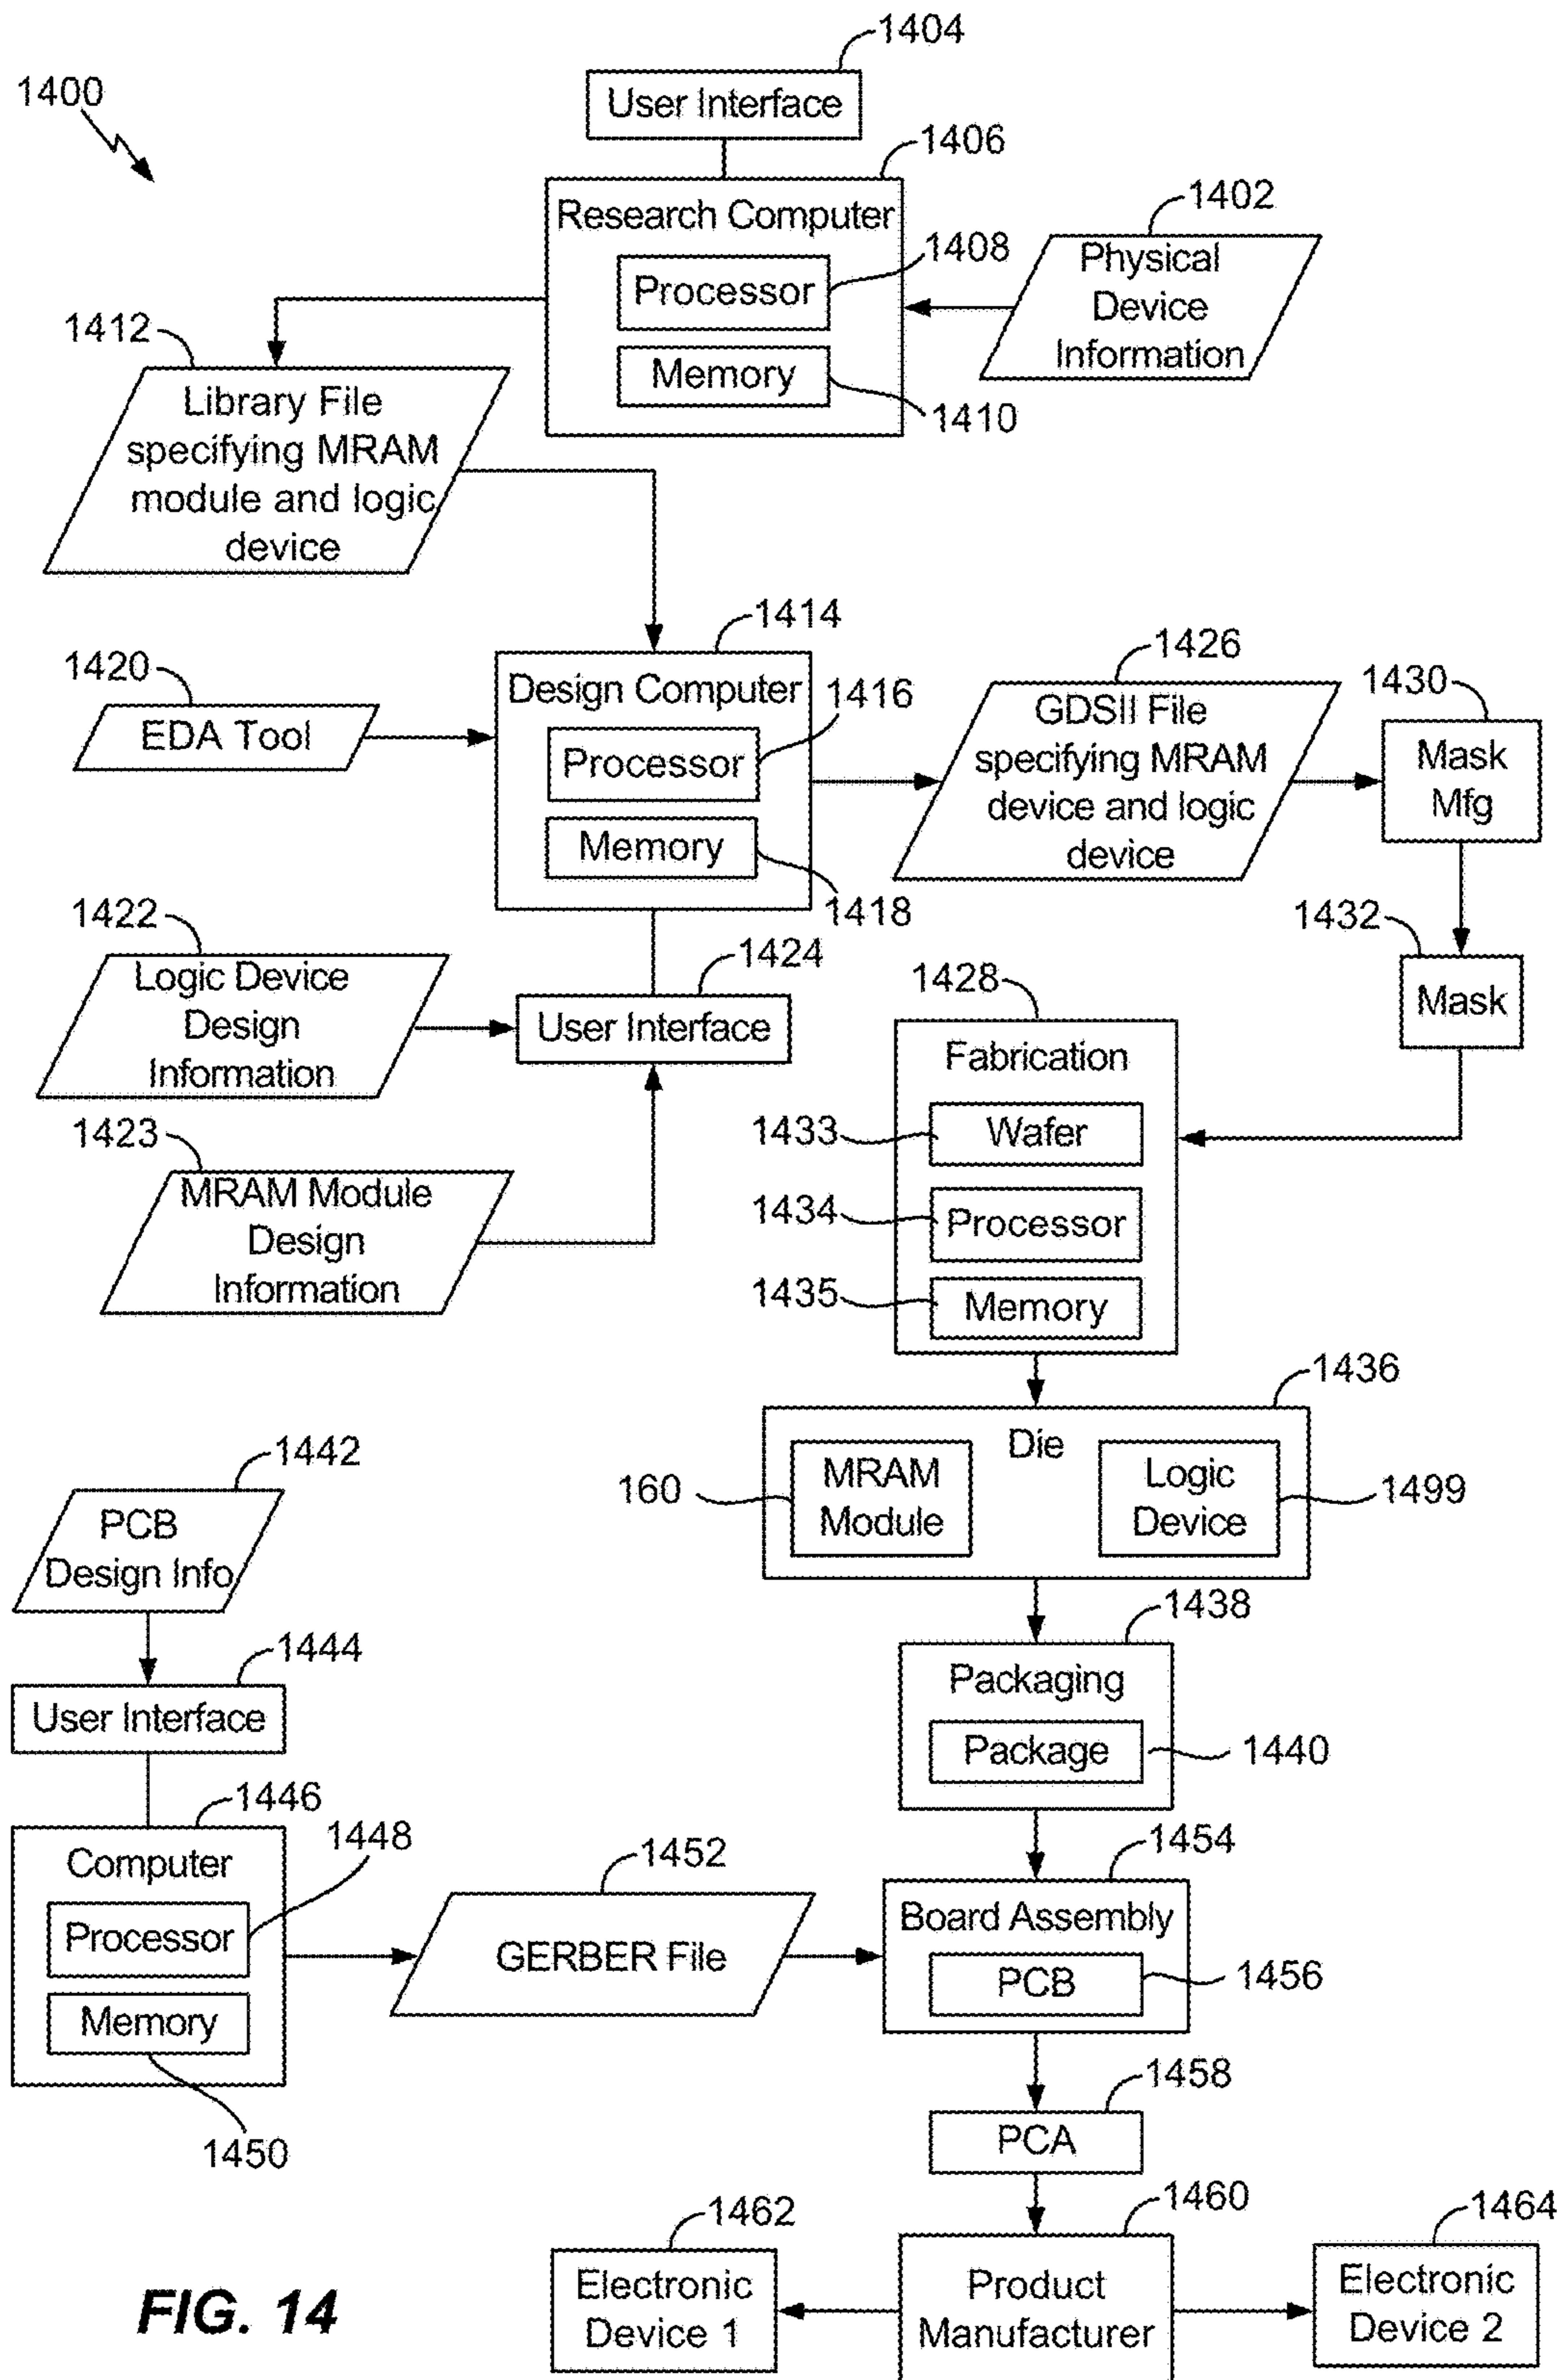 1400
1404
User Interface
1406
Research Computer
1408
Processor
Memory
1410
1402
Physical
Device
Information
1412
Library File
specifying MRAM
module and logic
device
1414
Design Computer
1416
Processor
Memory
1418
1420
EDA Tool
1426
GDSII File
specifying MRAM
device and logic
device
1430
Mask
Mfg
1432
Mask
1422
Logic Device
Design
Information
1424
User Interface
1423
MRAM Module
Design
Information
1428
Fabrication
1433
Wafer
1434
Processor
1435
Memory
1436
Die
160
MRAM
Module
Logic
Device
1499
1438
Packaging
Package
1440
1442
PCB
Design Info
1444
User Interface
1446
Computer
1448
Processor
Memory
1450
1452
GERBER File
1454
Board Assembly
PCB
1456
1458
PCA
1460
Product
Manufacturer
1462
Electronic
Device 1
1464
Electronic
Device 2
FIG. 14